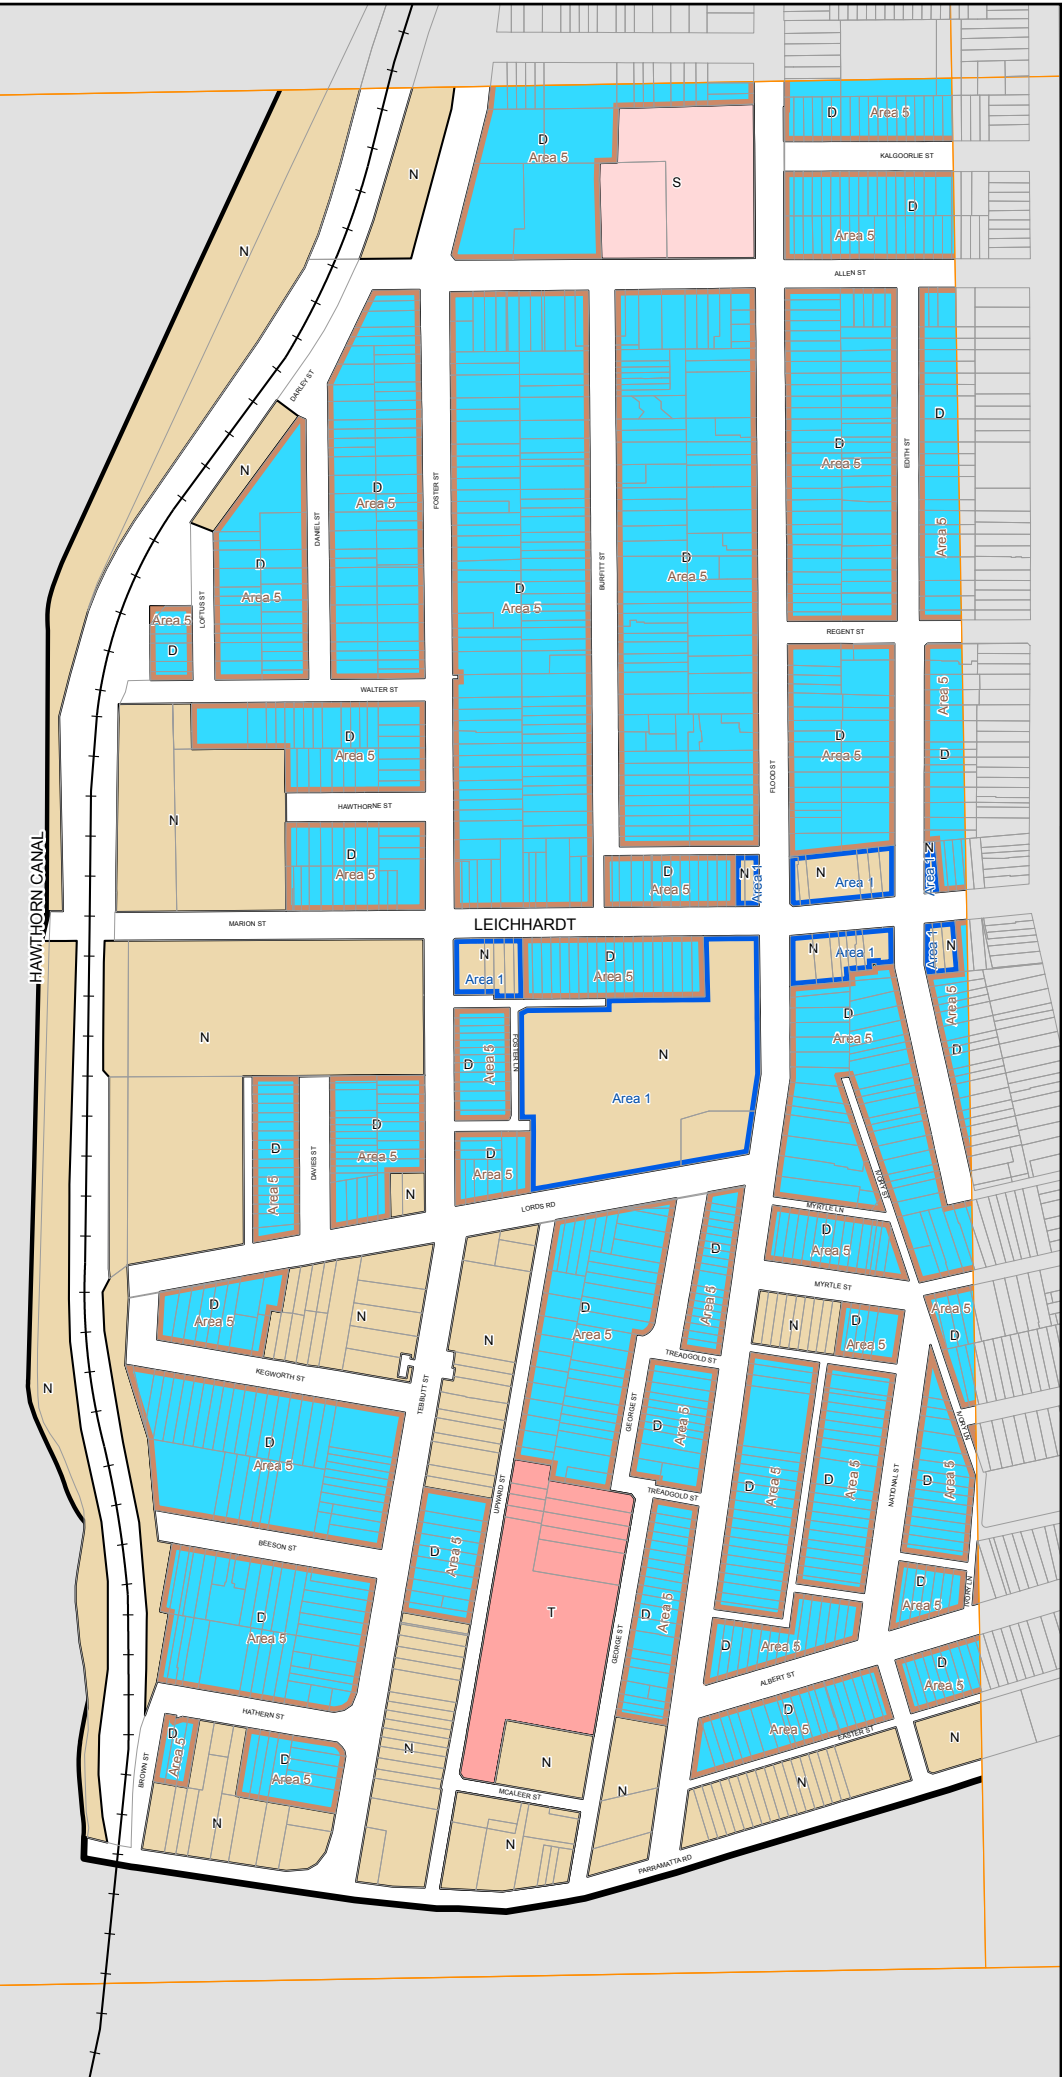 D
Area 5
KALGOORLIE ST
D
Area 5
N
S
D
Area 5
N
ALLEN ST
DARLEY ST
D
Area 5
N
D
Area 5
D
Area 5
FOSTER ST
DANIEL ST
D
Area 5
D
Area 5
BURFITT ST
D
Area 5
EDITH ST
D
Area 5
LOFTUS ST
Area 5
D
REGENT ST
WALTER ST
D
Area 5
D
Area 5
FLOOD ST
Area 5
D
HAWTHORNE ST
N
D
Area 5
D
Area 5
N
Area 1
N
Area 1
N
Area 1
HAWTHORN CANAL
MARION ST
LEICHHARDT
N
Area 1
D
Area 5
N
Area 1
Area 1
N
N
D
Area 5
FOSTER LN
N
Area 1
D
Area 5
Area 5
D
D
Area 5
DAVIES ST
D
Area 5
N
D
Area 5
LORDS RD
IVORY ST
MYRTLE LN
D
Area 5
MYRTLE ST
D
Area 5
N
N
D
Area 5
D
Area 5
N
D
Area 5
Area 5
D
TREADGOLD ST
KEGWORTH ST
N
TEBBUTT ST
GEORGE ST
D
Area 5
IVORY LN
D
Area 5
UPWARD ST
TREADGOLD ST
D
Area 5
D
Area 5
NATIONAL ST
D
Area 5
BEESON ST
D
Area 5
D
Area 5
T
D
Area 5
GEORGE ST
D
Area 5
IVORY LN
D
Area 5
ALBERT ST
D
Area 5
HATHERN ST
D
Area 5
EASTER ST
N
BROWN ST
D
Area 5
D
Area 5
N
N
N
N
N
MCALEER ST
N
N
PARRAMATTA RD